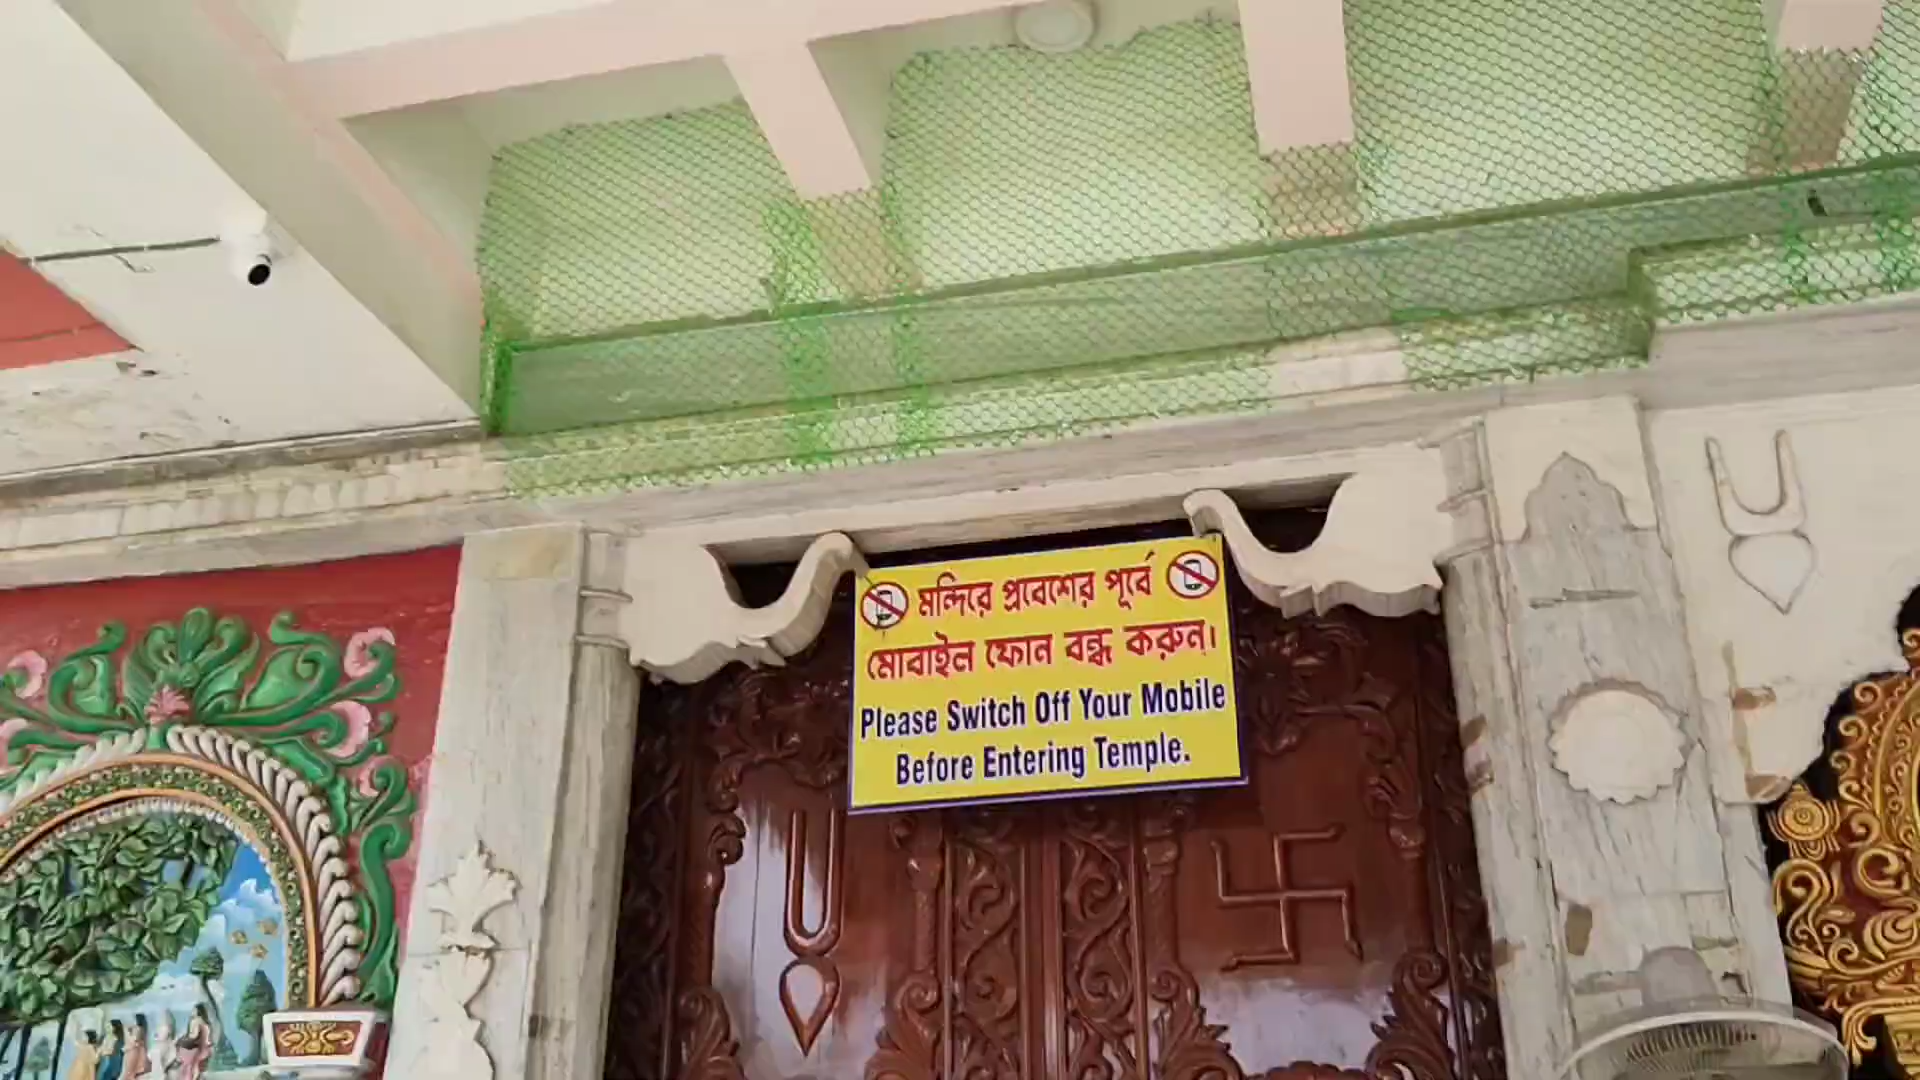 মন্দিরে প্রবেশের পূর্বে
মোবাইল ফোন বন্ধ করুন।
Please Switch Off Your Mobile
Before Entering Temple.